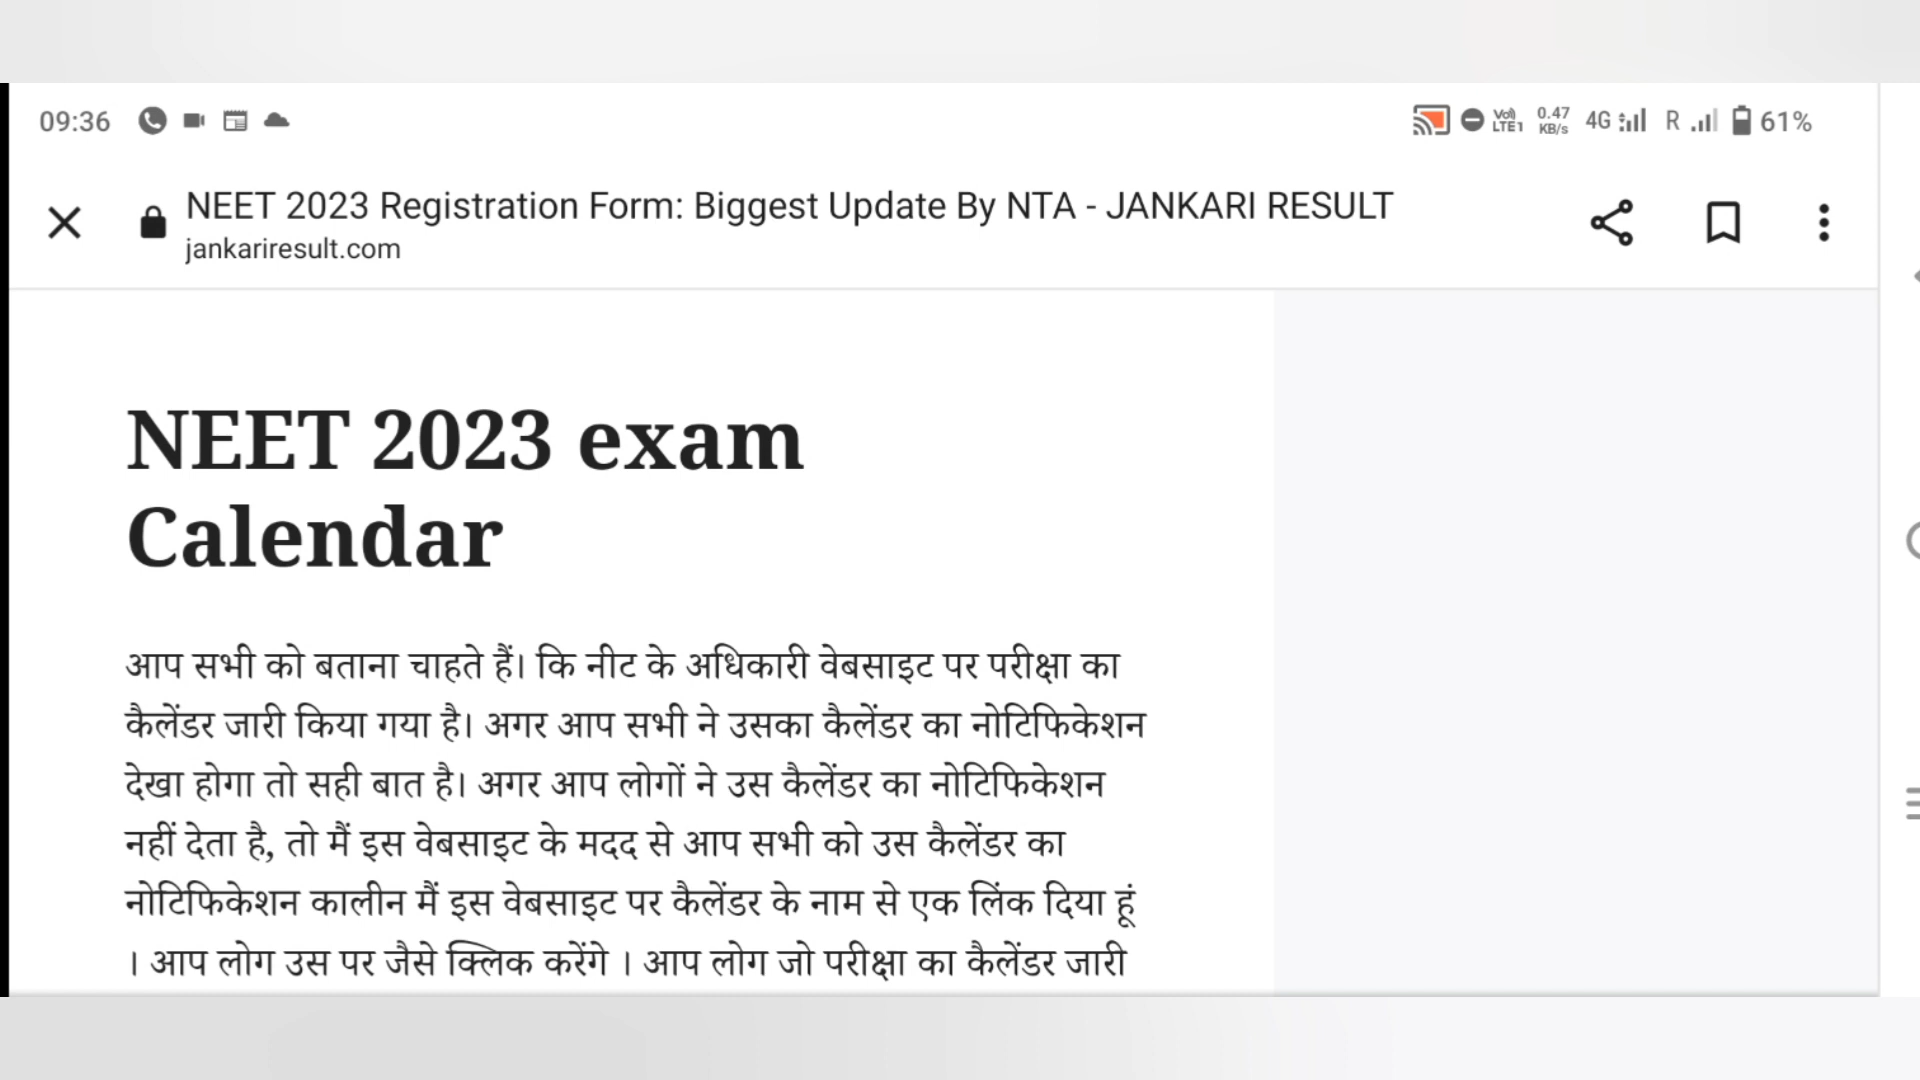 09:36
Vo)
LTE1
0.47
KB/s
4G
R
61%
NEET 2023 Registration Form: Biggest Update By NTA - JANKARI RESULT
jankariresult.com
NEET 2023 exam
Calendar
आप सभी को बताना चाहते हैं। कि नीट के अधिकारी वेबसाइट पर परीक्षा का
कैलेंडर जारी किया गया है। अगर आप सभी ने उसका कैलेंडर का नोटिफिकेशन
देखा होगा तो सही बात है। अगर आप लोगों ने उस कैलेंडर का नोटिफिकेशन
नहीं देता है, तो मैं इस वेबसाइट के मदद से आप सभी को उस कैलेंडर का
नोटिफिकेशन कालीन मैं इस वेबसाइट पर कैलेंडर के नाम से एक लिंक दिया हूं
। आप लोग उस पर जैसे क्लिक करेंगे । आप लोग जो परीक्षा का कैलेंडर जारी